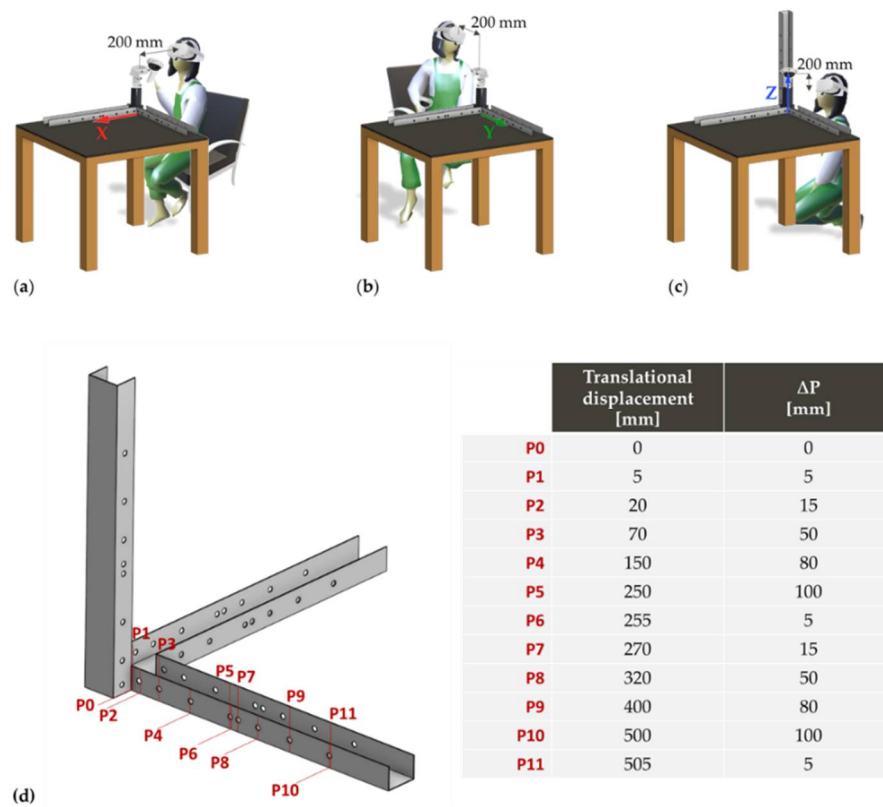 200 mm
X
(a)
200 mm
Y
(b)
200 mm
Z
(c)
P1
P3
P0
P2
P4
P5
P7
P6
P8
P9
P11
P10
(d)
Translational displacement [mm] ΔP [mm]
P0 0 0
P1 5 5
P2 20 15
P3 70 50
P4 150 80
P5 250 100
P6 255 5
P7 270 15
P8 320 50
P9 400 80
P10 500 100
P11 505 5